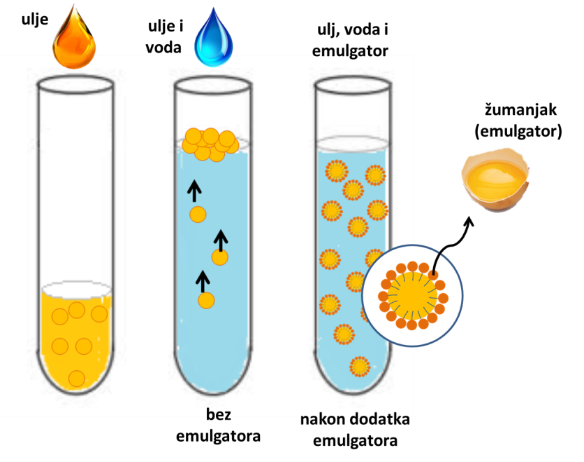 ulje
ulje i
voda
ulj, voda i
emulgator
žumanjak
(emulgator)
bez
emulgatora
nakon dodatka
emulgatora